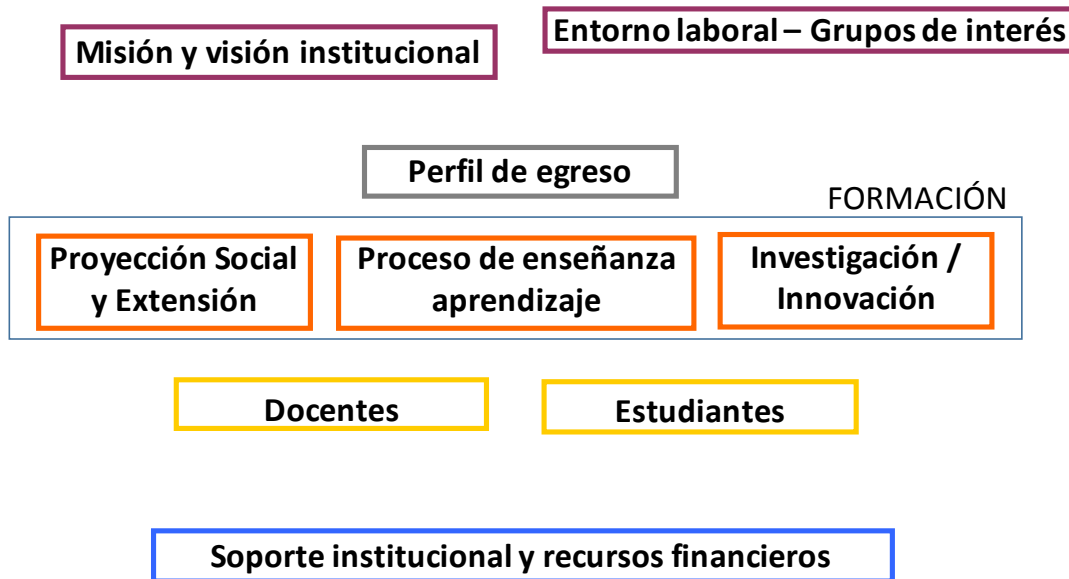 Misión y visión institucional
Entorno laboral – Grupos de interés
Perfil de egreso
FORMACIÓN
Proyección Social
y Extensión
Proceso de enseñanza
aprendizaje
Investigación /
Innovación
Docentes
Estudiantes
Soporte institucional y recursos financieros